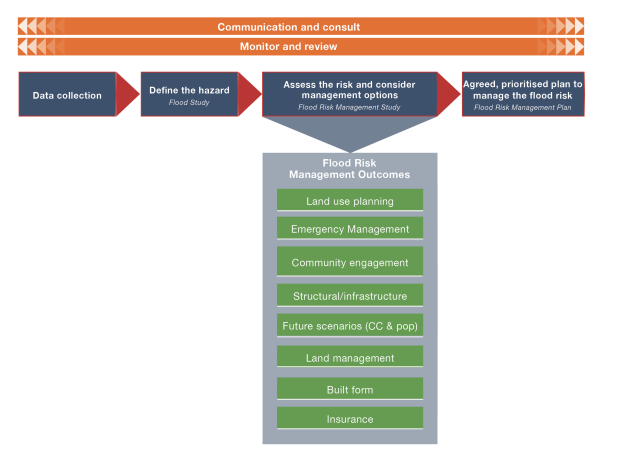 Communication and consult
Monitor and review
Data collection
Define the hazard
Flood Study
Assess the risk and consider
management options
Flood Risk Management Study
Agreed, prioritised plan to
manage the flood risk
Flood Risk Management Plan
Flood Risk
Management Outcomes
Land use planning
Emergency Management
Community engagement
Structural/infrastructure
Future scenarios (CC & pop)
Land management
Built form
Insurance